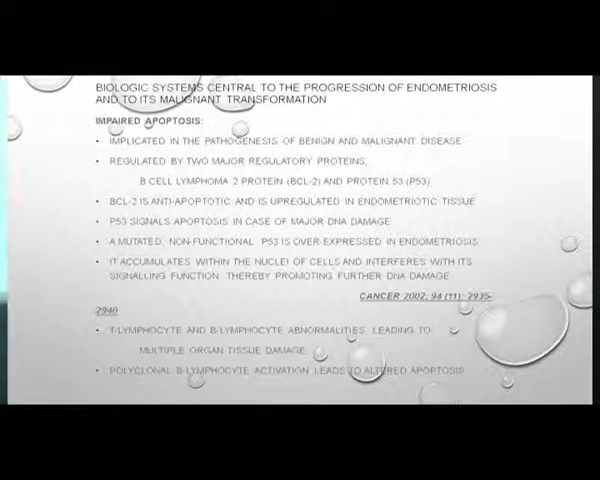 BIOLOGIC SYSTEMS CENTRAL TO THE PROGRESSION OF ENDOMETRIOSIS
AND TO ITS MALIGNANT TRANSFORMATION
IMPAIRED APOPTOSIS:
• IMPLICATED IN THE PATHOGENESIS OF BENIGN AND MALIGNANT DISEASE
• REGULATED BY TWO MAJOR REGULATORY PROTEINS;
B CELL LYMPHOMA 2 PROTEIN (BCL-2) AND PROTEIN 53 (P53)
• BCL-2 IS ANTI-APOPTOTIC AND IS UPREGULATED IN ENDOMETRIOTIC TISSUE
• P53 SIGNALS APOPTOSIS IN CASE OF MAJOR DNA DAMAGE
• A MUTATED, NON-FUNCTIONAL P53 IS OVER-EXPRESSED IN ENDOMETRIOSIS
• IT ACCUMULATES WITHIN THE NUCLEI OF CELLS AND INTERFERES WITH ITS
SIGNALLING FUNCTION, THEREBY PROMOTING FURTHER DNA DAMAGE
CANCER 2002; 94 (11): 2935-
2940
• T-LYMPHOCYTE AND B-LYMPHOCYTE ABNORMALITIES, LEADING TO
MULTIPLE ORGAN TISSUE DAMAGE
• POLYCLONAL B-LYMPHOCYTE ACTIVATION LEADS TO ALTERED APOPTOSIS